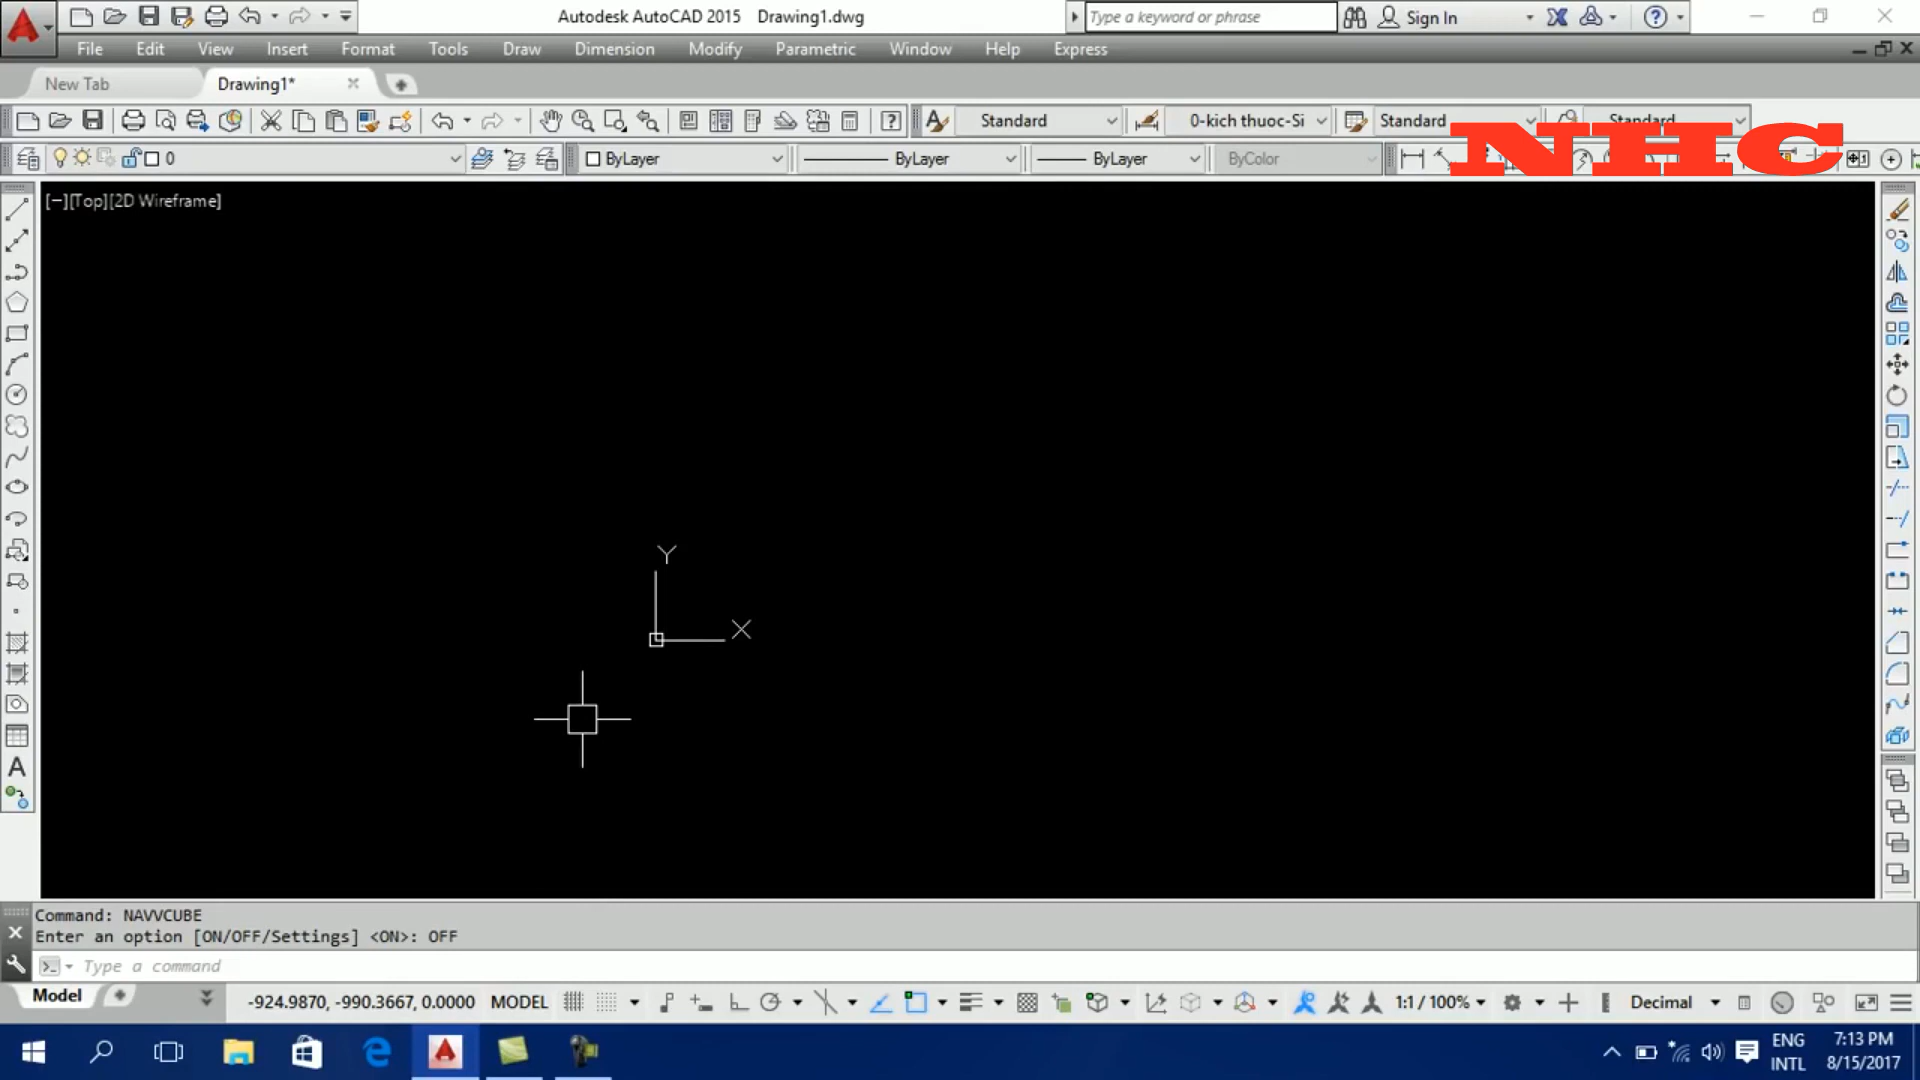 Autodesk AutoCAD 2015 Drawing1.dwg
Type a keyword or phrase
Sign In
File Edit View Insert Format Tools Draw Dimension Modify Parametric Window Help Express
New Tab Drawing1*
Standard 0-kich thuoc-Si Standard Standard
NHC
0 ByLayer ByLayer ByLayer ByColor
[−][Top][2D Wireframe]
Y
X
Command: NAVVCUBE
Enter an option [ON/OFF/Settings] <ON>: OFF
Type a command
Model -924.9870, -990.3667, 0.0000 MODEL 1:1 / 100% Decimal
ENG 7:13 PM
INTL 8/15/2017